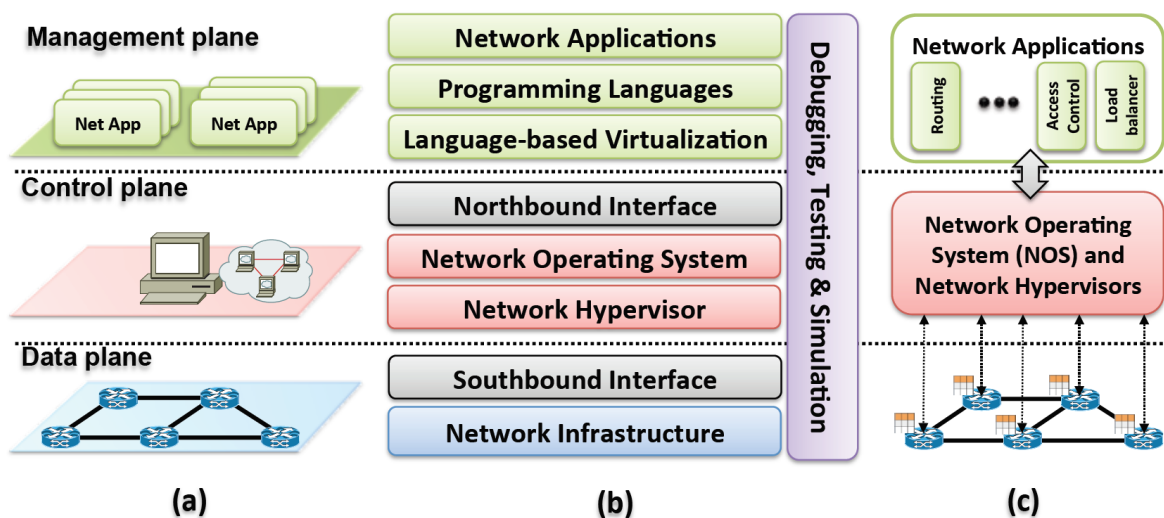 Management plane
Net App
Net App
Control plane
Data plane
(a)
Network Applications
Programming Languages
Language-based Virtualization
Northbound Interface
Network Operating System
Network Hypervisor
Southbound Interface
Network Infrastructure
Debugging, Testing & Simulation
(b)
Network Applications
Routing
Access
Control
Load
balancer
Network Operating
System (NOS) and
Network Hypervisors
(c)